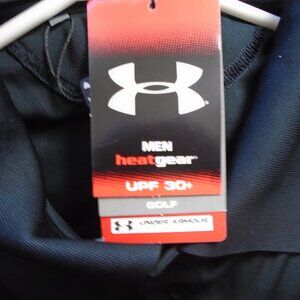 MEN
heatgear
UPF 30+
GOLF
UNDER ARMOUR